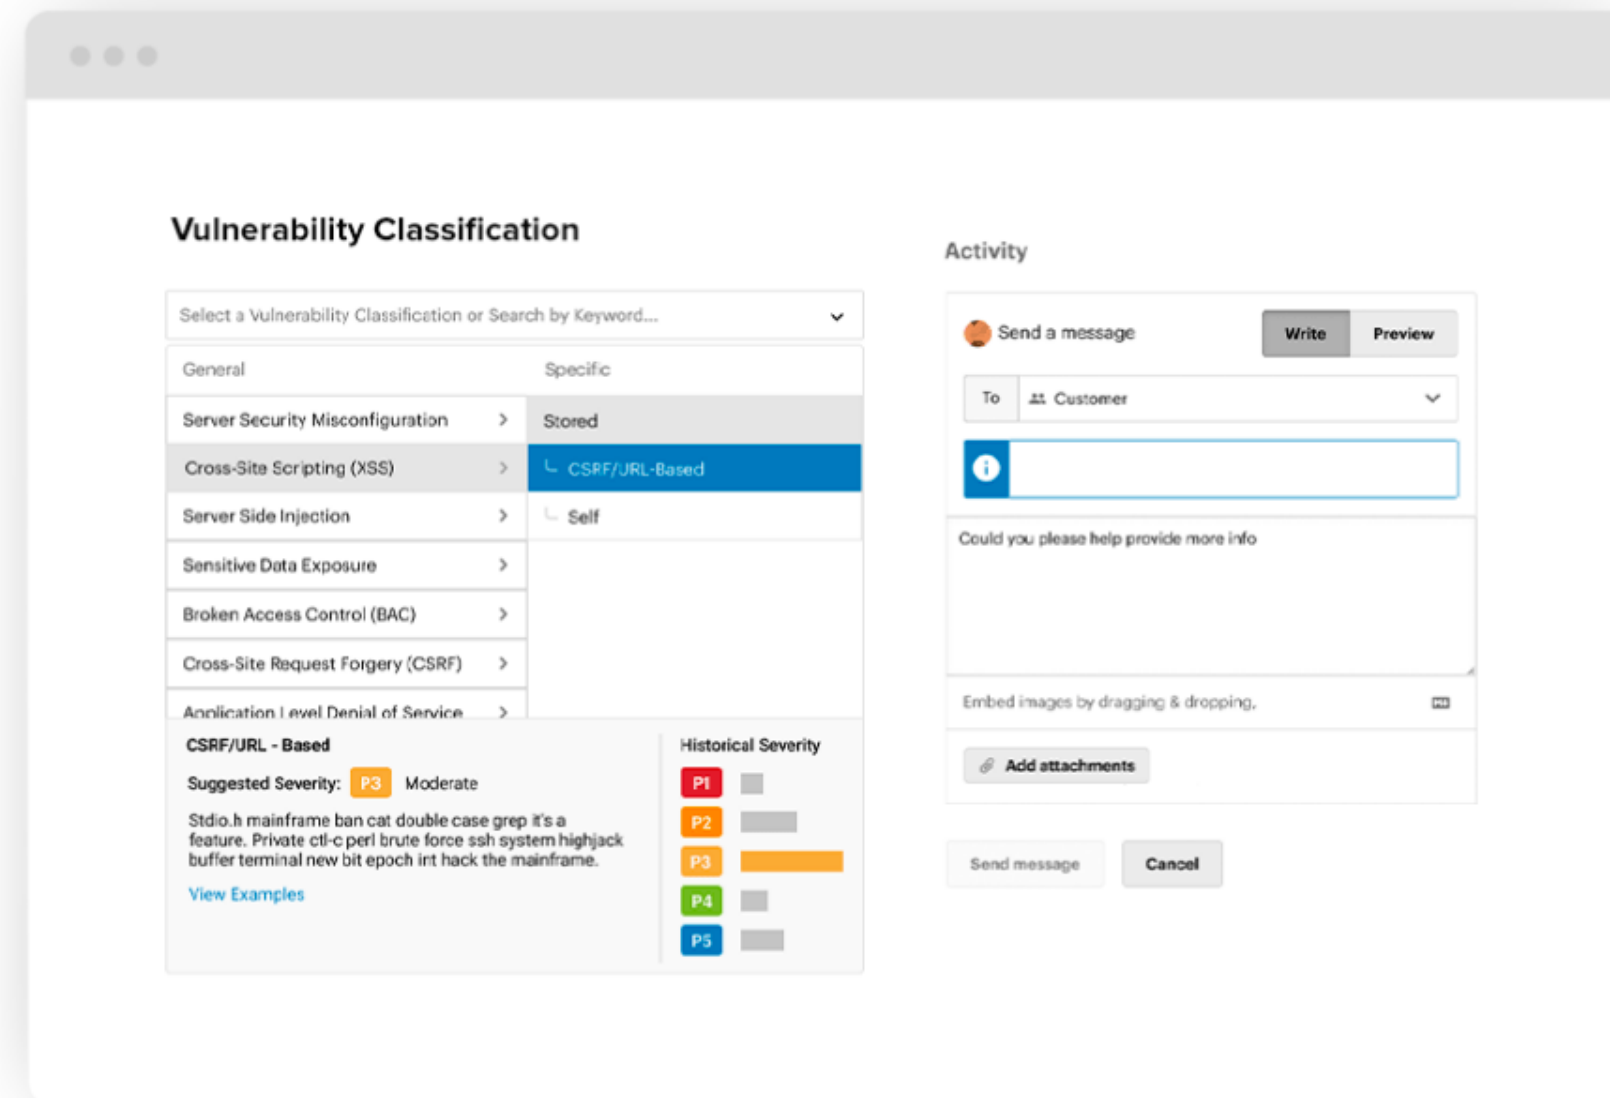 Vulnerability Classification
Select a Vulnerability Classification or Search by Keyword...
General
Specific
Server Security Misconfiguration
Cross-Site Scripting (XSS)
Server Side Injection
Sensitive Data Exposure
Broken Access Control (BAC)
Cross-Site Request Forgery (CSRF)
Application Level Denial of Service
Stored
CSRF/URL-Based
Self
CSRF/URL - Based
Suggested Severity: P3 Moderate
Stdio.h mainframe ban cat double case grep it's a
feature. Private ctl-c perl brute force ssh system highjack
buffer terminal new bit epoch int hack the mainframe.
View Examples
Historical Severity
P1
P2
P3
P4
P5
Activity
Send a message
Write
Preview
To
Customer
Could you please help provide more info
Embed images by dragging & dropping,
Add attachments
Send message
Cancel